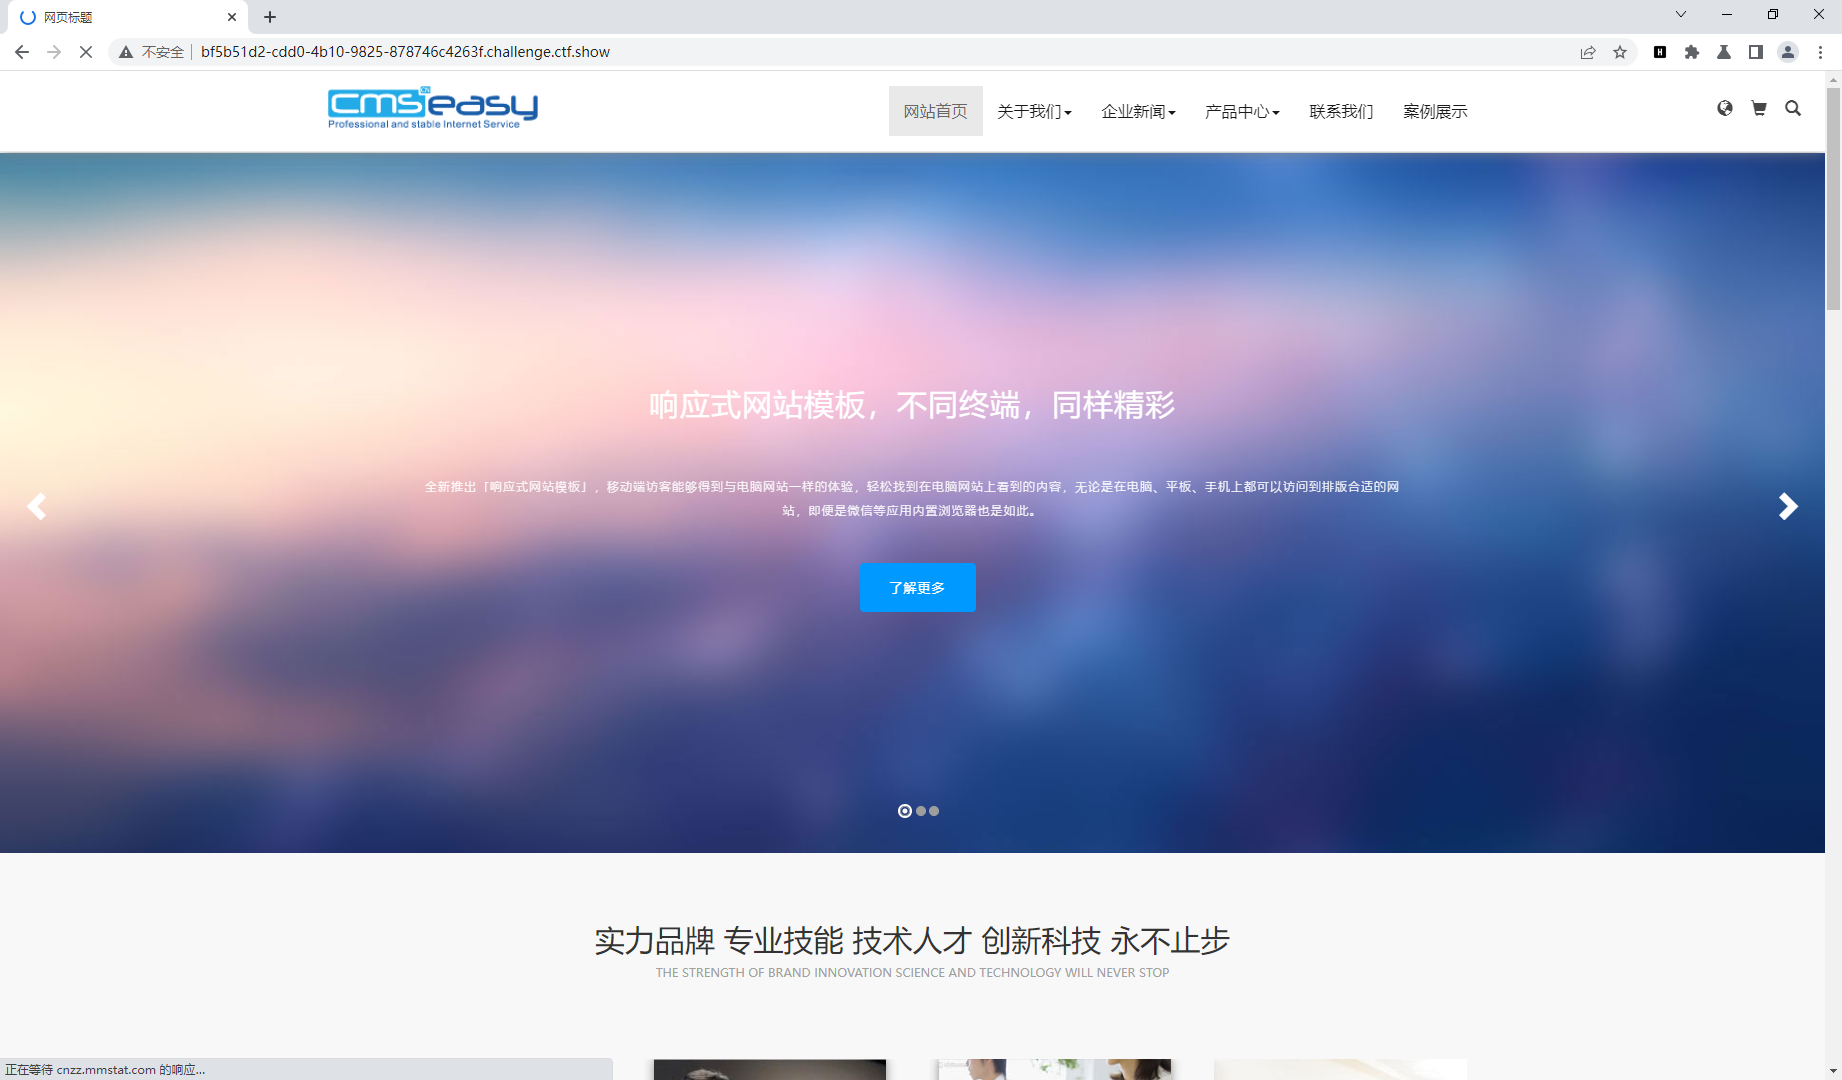 网页标题
不安全
bf5b51d2-cdd0-4b10-9825-878746c4263f.challenge.ctf.show
cmseasy
Professional and stable Internet Service
网站首页 关于我们 企业新闻 产品中心 联系我们 案例展示
响应式网站模板，不同终端，同样精彩
全新推出「响应式网站模板」，移动端访客能够得到与电脑网站一样的体验，轻松找到在电脑网站上看到的内容，无论是在电脑、平板、手机上都可以访问到排版合适的网
站，即便是微信等应用内置浏览器也是如此。
了解更多
实力品牌 专业技能 技术人才 创新科技 永不止步
THE STRENGTH OF BRAND INNOVATION SCIENCE AND TECHNOLOGY WILL NEVER STOP
正在等待 cnzz.mmstat.com 的响应...